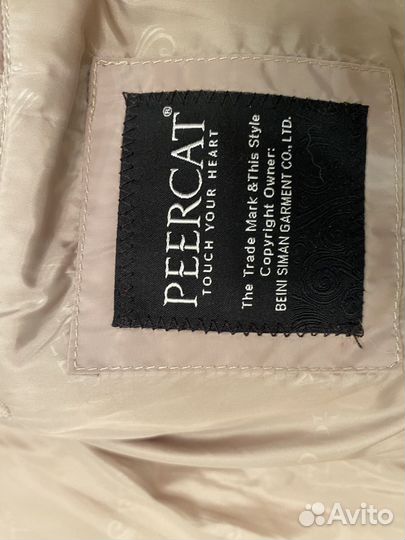 PEERCAT®
TOUCH YOUR HEART
The Trade Mark &This Style
Copyright Owner:
BEINI SIMAN GARMENT CO., LTD.
Avito